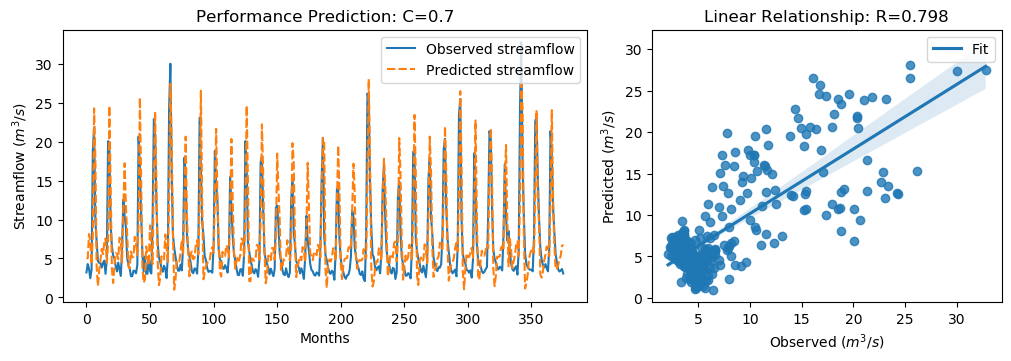 Performance Prediction: C=0.7
Observed streamflow
Predicted streamflow
Streamflow (m³/s)
30
25
20
15
10
5
0
0 50 100 150 200 250 300 350
Months
Linear Relationship: R=0.798
Fit
Predicted (m³/s)
30
25
20
15
10
5
0
5 10 15 20 25 30
Observed (m³/s)